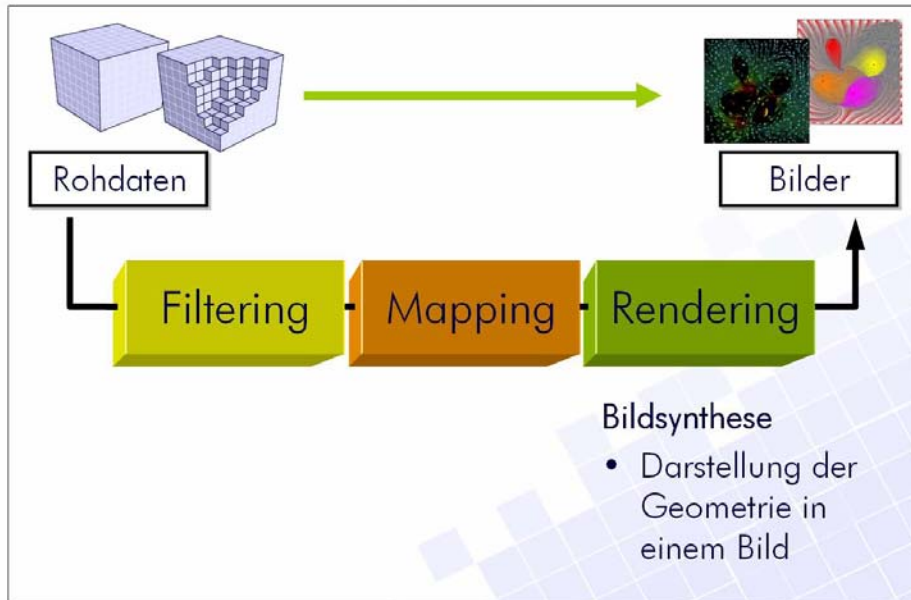 Rohdaten
Bilder
Filtering
Mapping
Rendering
Bildsynthese
• Darstellung der
Geometrie in
einem Bild